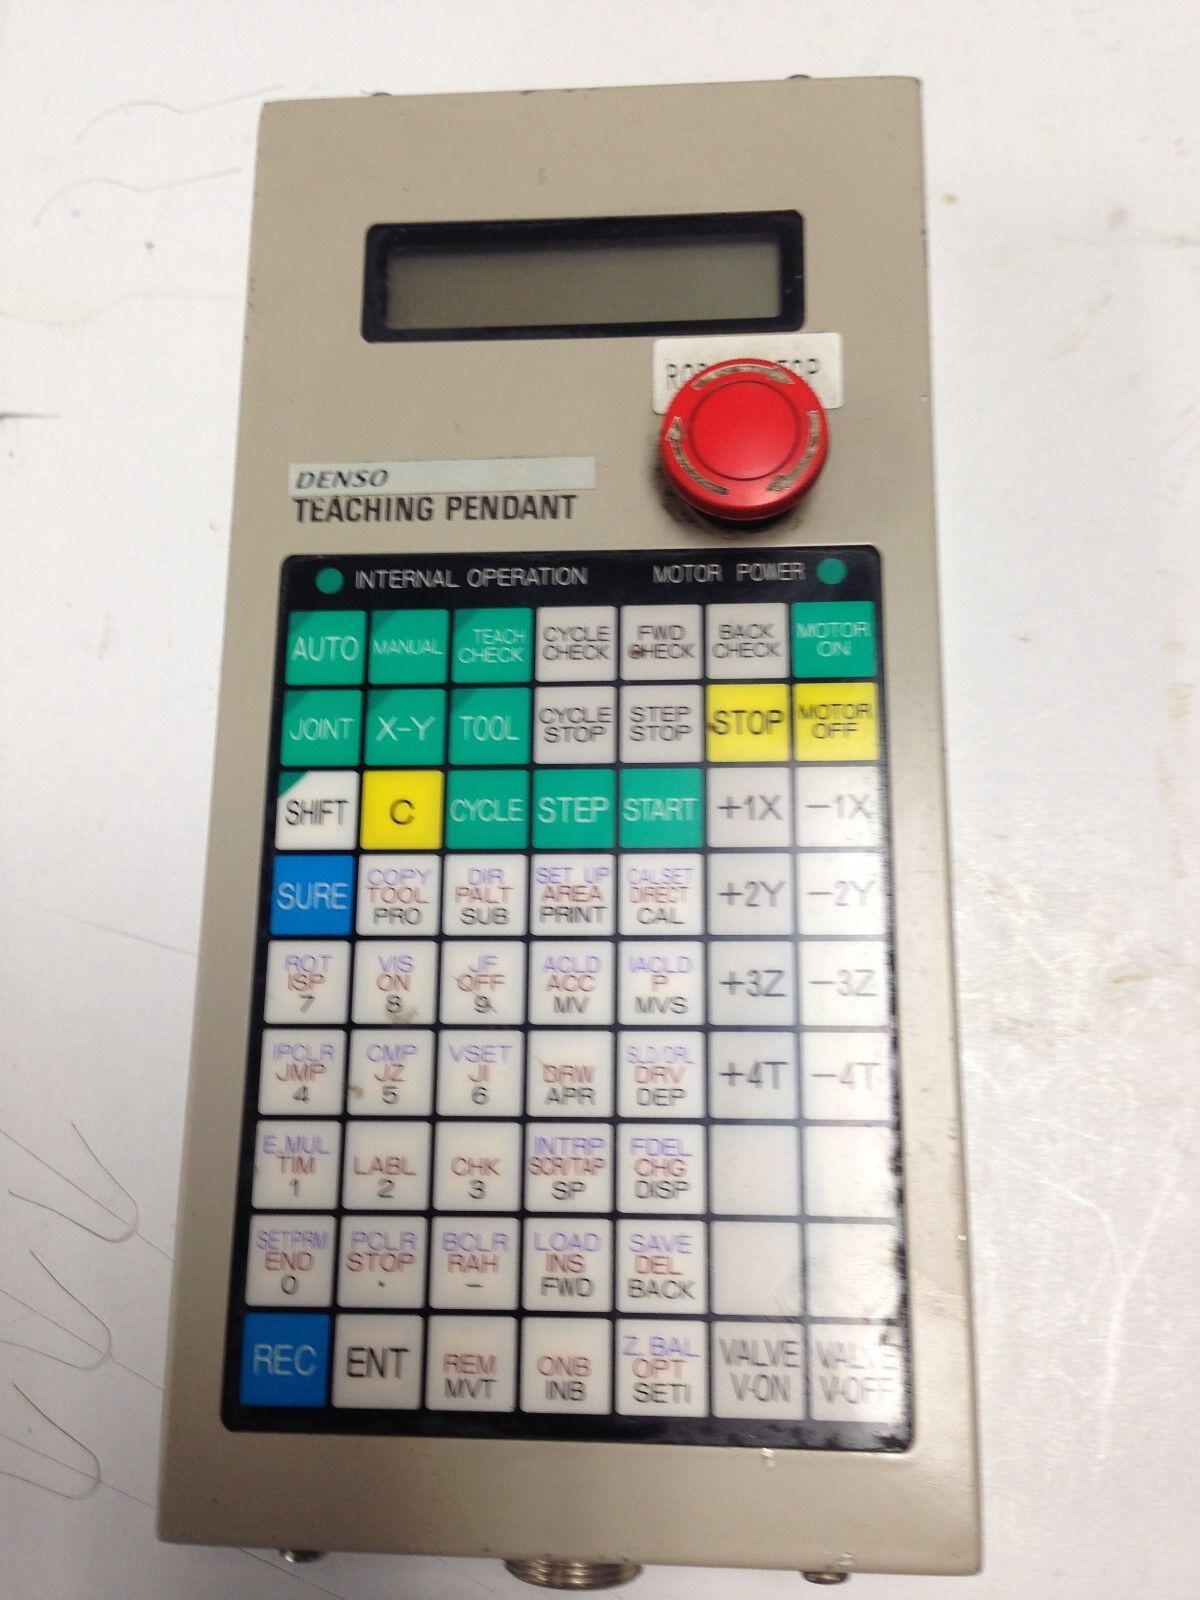 DENSO
TEACHING PENDANT
INTERNAL OPERATION MOTOR POWER
AUTO MANUAL TEACH CHECK CYCLE CHECK FWD CHECK BACK CHECK MOTOR ON
JOINT X-Y TOOL CYCLE STOP STEP STOP STOP MOTOR OFF
SHIFT C CYCLE STEP START +1X -1X
SURE COPY TOOL PRO DIR PALT SUB SET UP AREA PRINT CALSET DIRECT CAL +2Y -2Y
ROT ISP 7 VIS ON 8 JF OFF 9 ACLD ACC MV IACLD P MVS +3Z -3Z
IPCLR JMP 4 CMP JZ 5 VSET JI 6 DRW APR SLD/DRL DRV DEP +4T -4T
E.MUL TIM 1 LABL 2 CHK 3 INTRP SCR/TAP SP FDEL CHG DISP
SETPRM END 0 PCLR STOP . BCLR RAH - LOAD INS FWD SAVE DEL BACK
REC ENT REM MVT ONB INB Z. BAL OPT SETI VALVE V-ON VALVE V-OFF